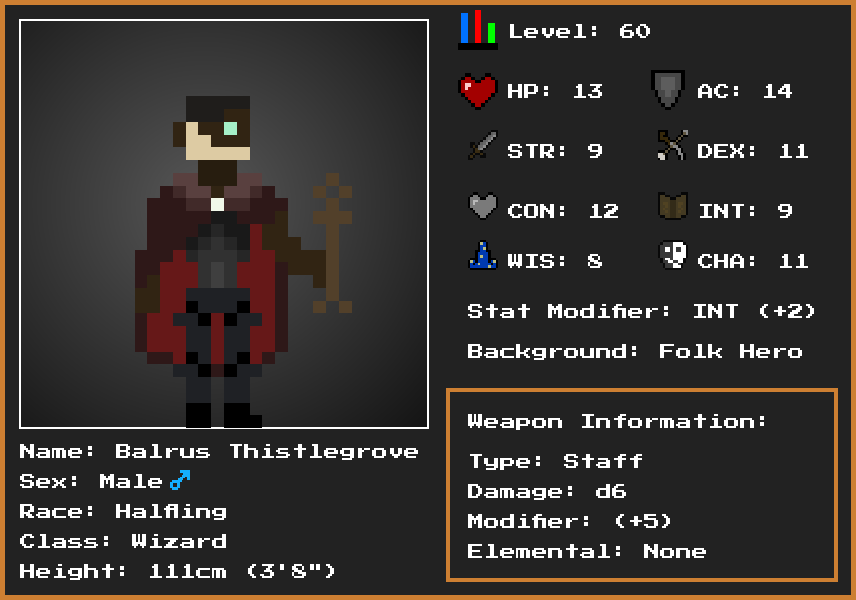 Level: 60
HP: 13 AC: 14
STR: 9 DEX: 11
CON: 12 INT: 9
WIS: 8 CHA: 11
Stat Modifier: INT (+2)
Background: Folk Hero
Weapon Information:
Type: Staff
Damage: d6
Modifier: (+5)
Elemental: None
Name: Balrus Thistlegrove
Sex: Male♂
Race: Halfling
Class: Wizard
Height: 111cm (3'8")